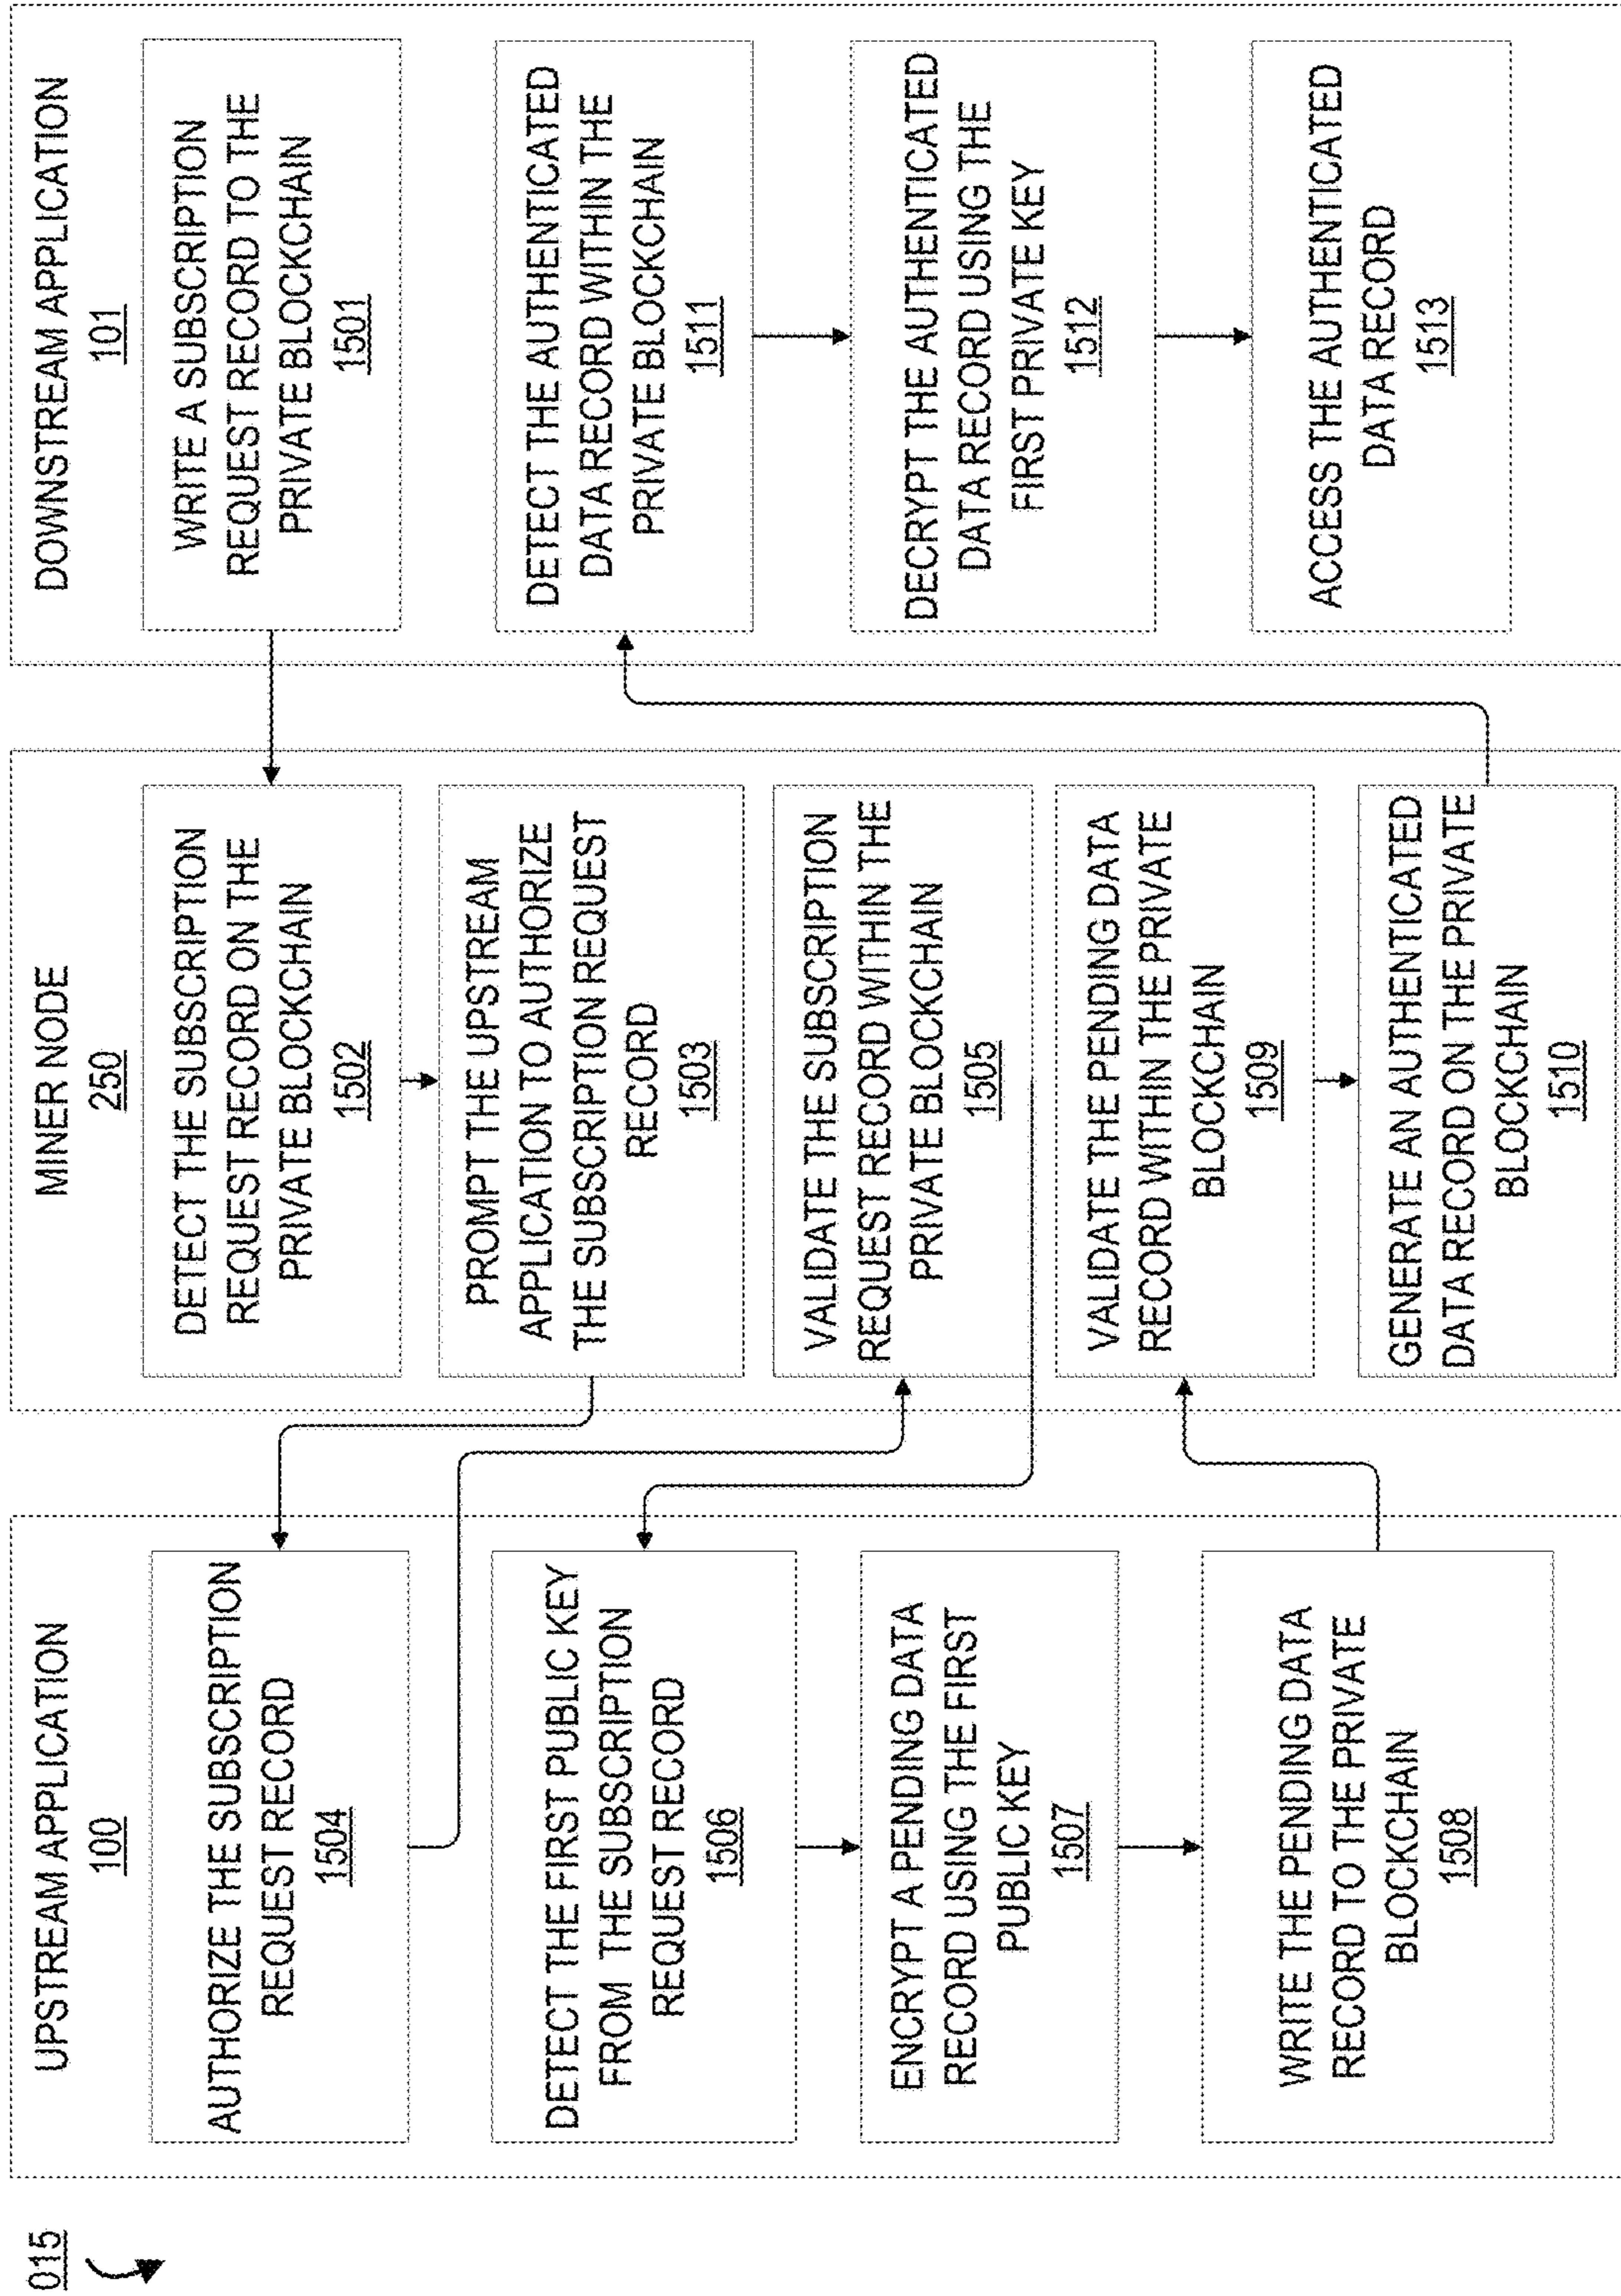 015
UPSTREAM APPLICATION
100
AUTHORIZE THE SUBSCRIPTION
REQUEST RECORD
1504
DETECT THE FIRST PUBLIC KEY
FROM THE SUBSCRIPTION
REQUEST RECORD
1506
ENCRYPT A PENDING DATA
RECORD USING THE FIRST
PUBLIC KEY
1507
WRITE THE PENDING DATA
RECORD TO THE PRIVATE
BLOCKCHAIN
1508
MINER NODE
250
DETECT THE SUBSCRIPTION
REQUEST RECORD ON THE
PRIVATE BLOCKCHAIN
1502
PROMPT THE UPSTREAM
APPLICATION TO AUTHORIZE
THE SUBSCRIPTION REQUEST
RECORD
1503
VALIDATE THE SUBSCRIPTION
REQUEST RECORD WITHIN THE
PRIVATE BLOCKCHAIN
1505
VALIDATE THE PENDING DATA
RECORD WITHIN THE PRIVATE
BLOCKCHAIN
1509
GENERATE AN AUTHENTICATED
DATA RECORD ON THE PRIVATE
BLOCKCHAIN
1510
DOWNSTREAM APPLICATION
101
WRITE A SUBSCRIPTION
REQUEST RECORD TO THE
PRIVATE BLOCKCHAIN
1501
DETECT THE AUTHENTICATED
DATA RECORD WITHIN THE
PRIVATE BLOCKCHAIN
1511
DECRYPT THE AUTHENTICATED
DATA RECORD USING THE
FIRST PRIVATE KEY
1512
ACCESS THE AUTHENTICATED
DATA RECORD
1513